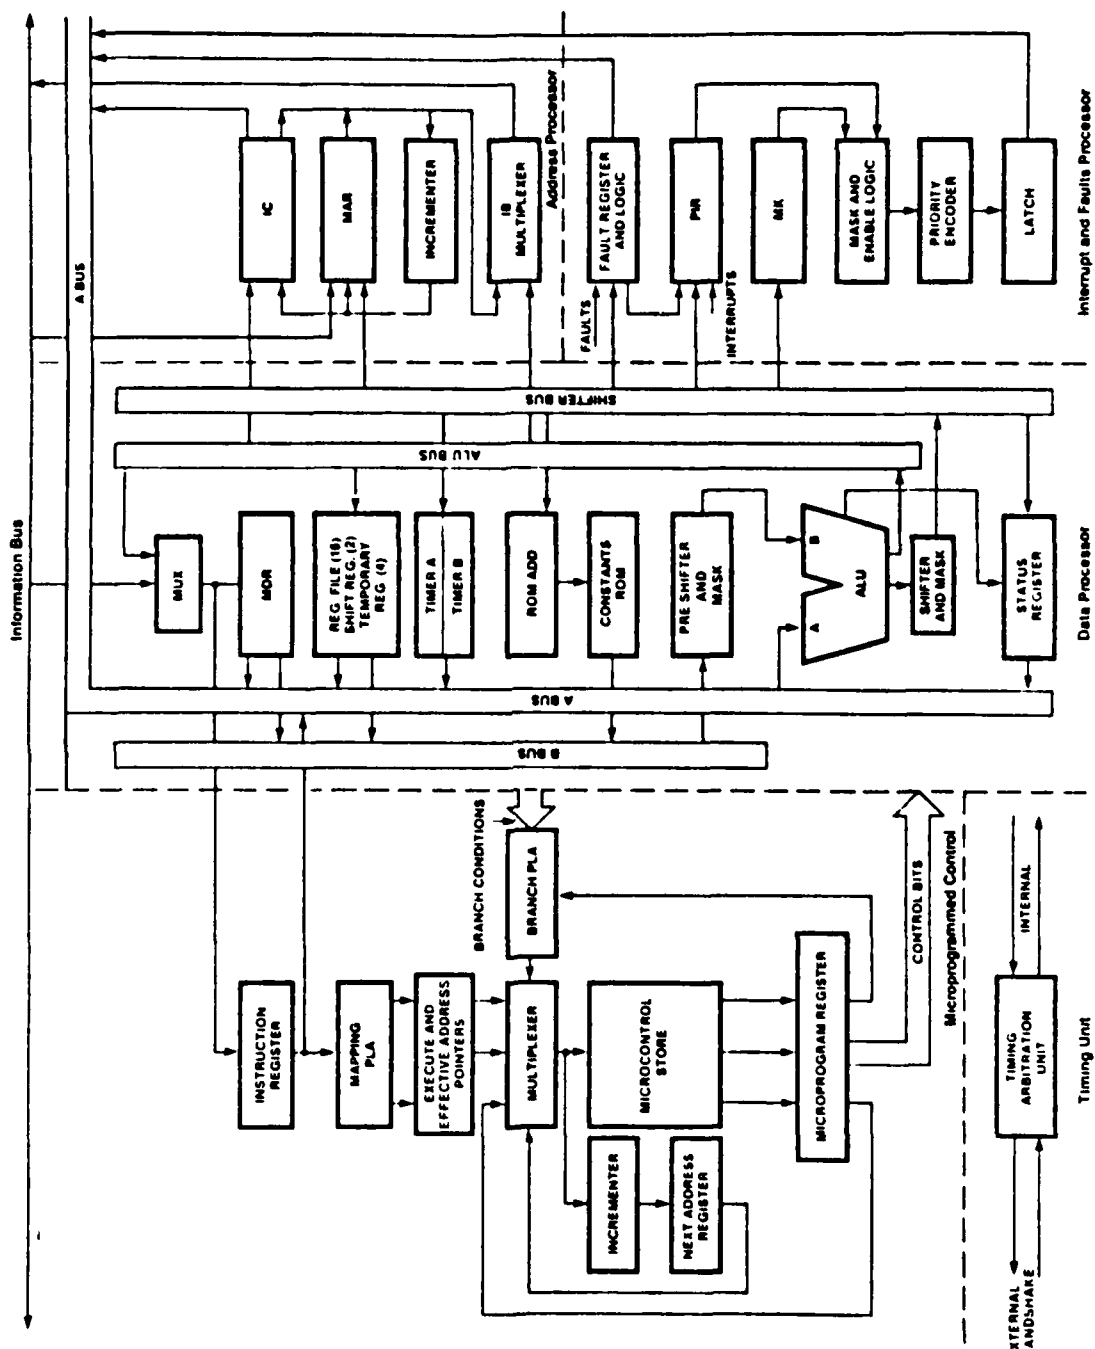 Information Bus
A BUS
IC
MAR
INCREMENTER
IB
MULTIPLEXER
Address Processor
FAULTS
FAULT REGISTER
AND LOGIC
PIR
INTERRUPTS
MK
MASK AND
ENABLE LOGIC
PRIORITY
ENCODER
LATCH
Interrupt and Faults Processor
SHIFTER BUS
ALU BUS
MUX
MDR
REG FILE (16)
SHIFT REG. (2)
TEMPORARY
REG (4)
TIMER A
TIMER B
ROM ADD
CONSTANTS
ROM
PRE SHIFTER
AND
MASK
A
B
ALU
SHIFTER
AND MASK
STATUS
REGISTER
Data Processor
A BUS
B BUS
INSTRUCTION
REGISTER
MAPPING
PLA
EXECUTE AND
EFFECTIVE ADDRESS
POINTERS
BRANCH CONDITIONS
BRANCH PLA
MULTIPLEXER
MICROCONTROL
STORE
INCREMENTER
NEXT ADDRESS
REGISTER
MICROPROGRAM REGISTER
CONTROL BITS
Microprogrammed Control
INTERNAL
TIMING
ARBITRATION
UNIT
XTERNAL
ANDSHAKE
Timing Unit